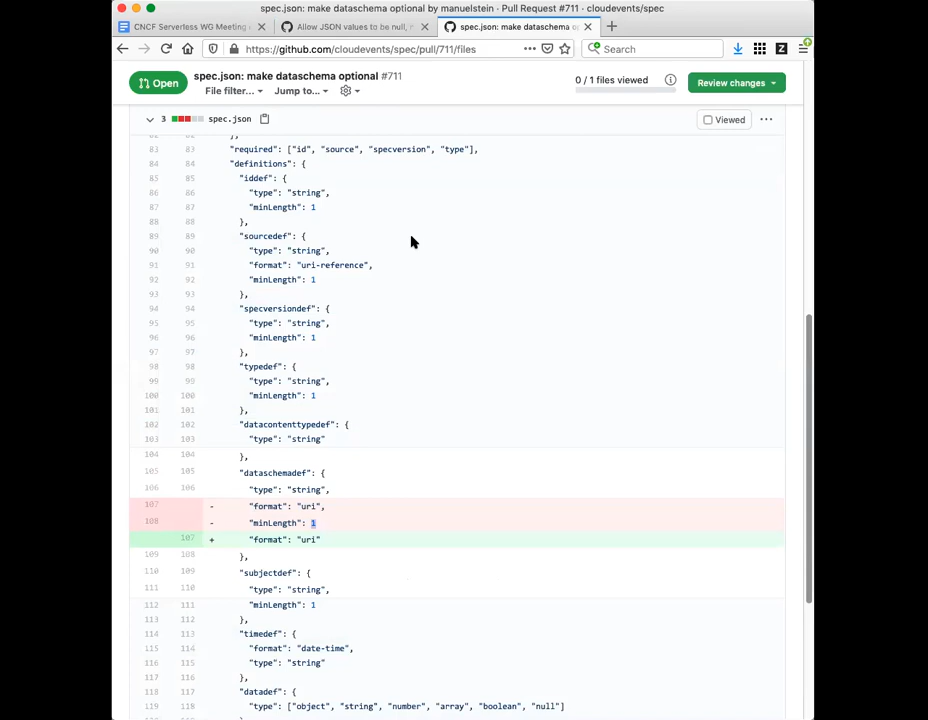 spec.json: make dataschema optional by manuelstein · Pull Request #711 · cloudevents/spec
CNCF Serverless WG Meeting
Allow JSON values to be null,
spec.json: make dataschema o
https://github.com/cloudevents/spec/pull/711/files
Search
Open
spec.json: make dataschema optional #711
File filter... Jump to...
0 / 1 files viewed
Review changes
3 spec.json
Viewed
82 82 ],
83 83 "required": ["id", "source", "specversion", "type"],
84 84 "definitions": {
85 85 "iddef": {
86 86 "type": "string",
87 87 "minLength": 1
88 88 },
89 89 "sourcedef": {
90 90 "type": "string",
91 91 "format": "uri-reference",
92 92 "minLength": 1
93 93 },
94 94 "specversiondef": {
95 95 "type": "string",
96 96 "minLength": 1
97 97 },
98 98 "typedef": {
99 99 "type": "string",
100 100 "minLength": 1
101 101 },
102 102 "datacontenttypedef": {
103 103 "type": "string"
104 104 },
105 105 "dataschemadef": {
106 106 "type": "string",
107 - "format": "uri",
108 - "minLength": 1
107 + "format": "uri"
109 108 },
110 109 "subjectdef": {
111 110 "type": "string",
112 111 "minLength": 1
113 112 },
114 113 "timedef": {
115 114 "format": "date-time",
116 115 "type": "string"
117 116 },
118 117 "datadef": {
119 118 "type": ["object", "string", "number", "array", "boolean", "null"]